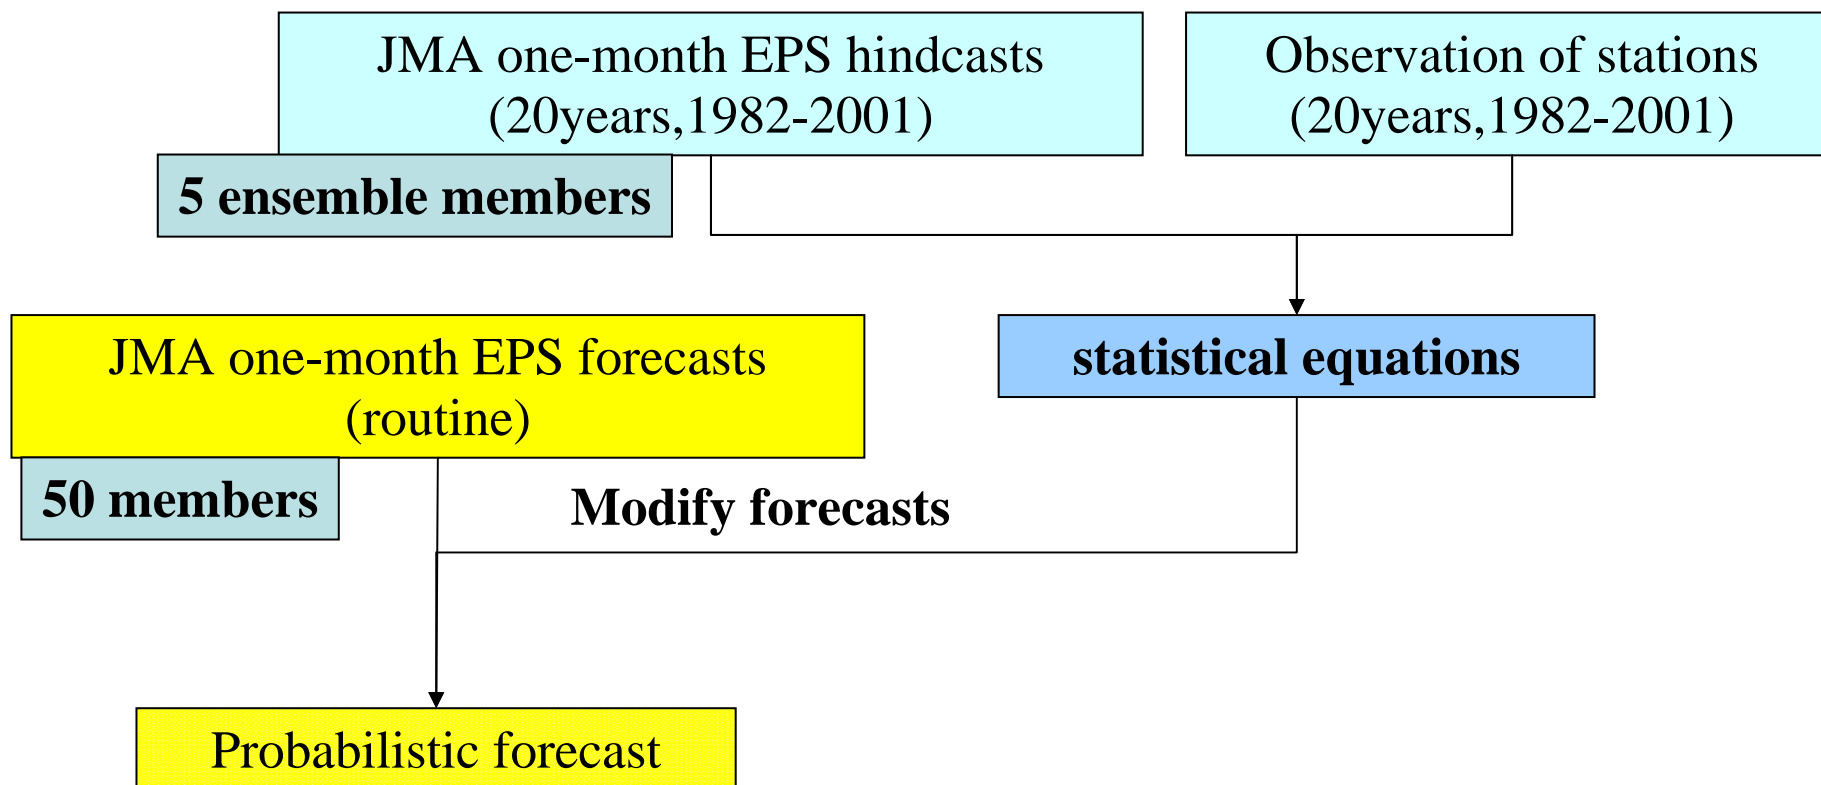 JMA one-month EPS hindcasts
(20years,1982-2001)
Observation of stations
(20years,1982-2001)
5 ensemble members
JMA one-month EPS forecasts
(routine)
statistical equations
50 members
Modify forecasts
Probabilistic forecast